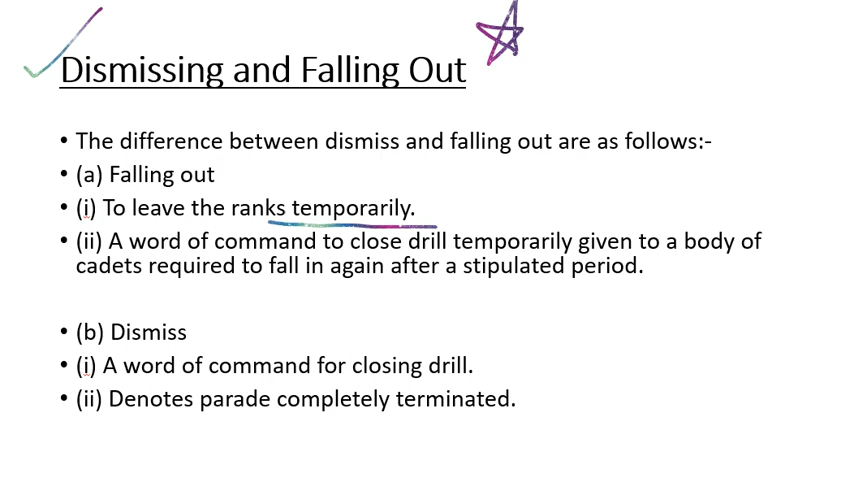 Dismissing and Falling Out
• The difference between dismiss and falling out are as follows:-
• (a) Falling out
• (i) To leave the ranks temporarily.
• (ii) A word of command to close drill temporarily given to a body of
cadets required to fall in again after a stipulated period.
• (b) Dismiss
• (i) A word of command for closing drill.
• (ii) Denotes parade completely terminated.